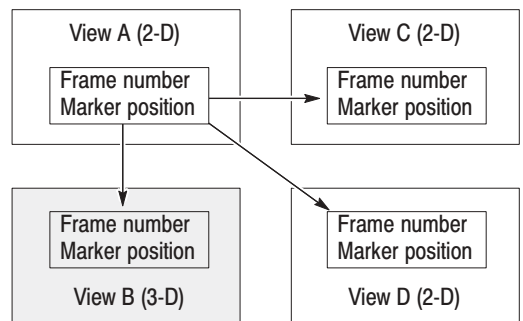 View A (2-D)
Frame number
Marker position
View C (2-D)
Frame number
Marker position
Frame number
Marker position
View B (3-D)
Frame number
Marker position
View D (2-D)